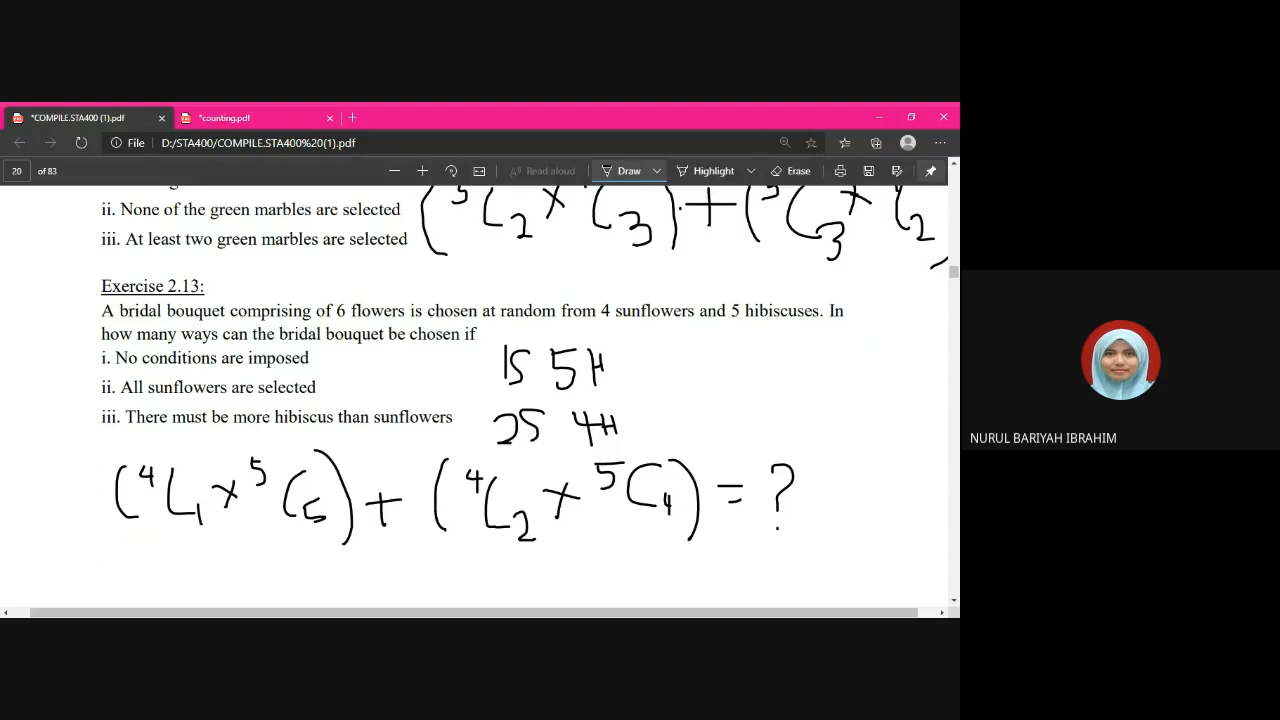 *COMPILE.STA400 (1).pdf
*counting.pdf
File D:/STA400/COMPILE.STA400%20(1).pdf
20 of 83 Read aloud Draw Highlight Erase
ii. None of the green marbles are selected
iii. At least two green marbles are selected
(5C2 × C3) + (5C3 × C2)
Exercise 2.13:
A bridal bouquet comprising of 6 flowers is chosen at random from 4 sunflowers and 5 hibiscuses. In
how many ways can the bridal bouquet be chosen if
i. No conditions are imposed
1S 5H
ii. All sunflowers are selected
iii. There must be more hibiscus than sunflowers
2S 4H
(4C1 × 5C5) + (4C2 × 5C4) = ?
NURUL BARIYAH IBRAHIM